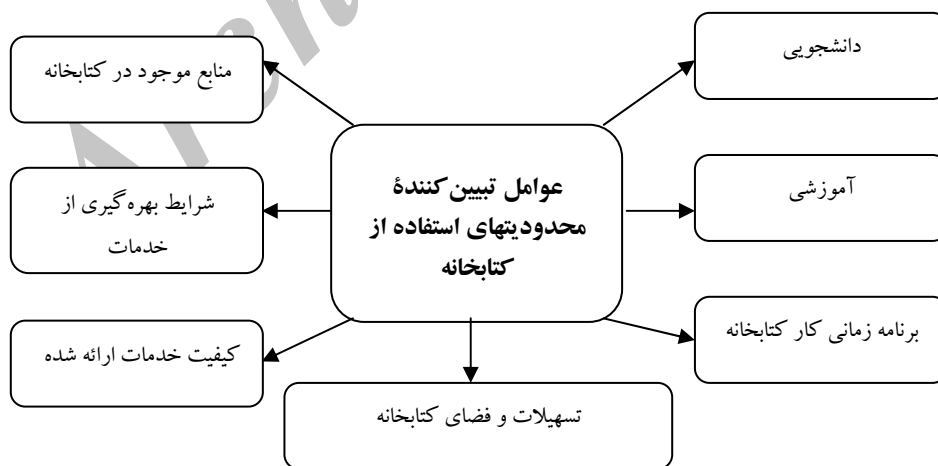 دانشجویی
منابع موجود در کتابخانه
عوامل تبیین‌کنندهٔ
محدودیتهای استفاده از
کتابخانه
آموزشی
شرایط بهره‌گیری از
خدمات
برنامه زمانی کار کتابخانه
کیفیت خدمات ارائه شده
تسهیلات و فضای کتابخانه